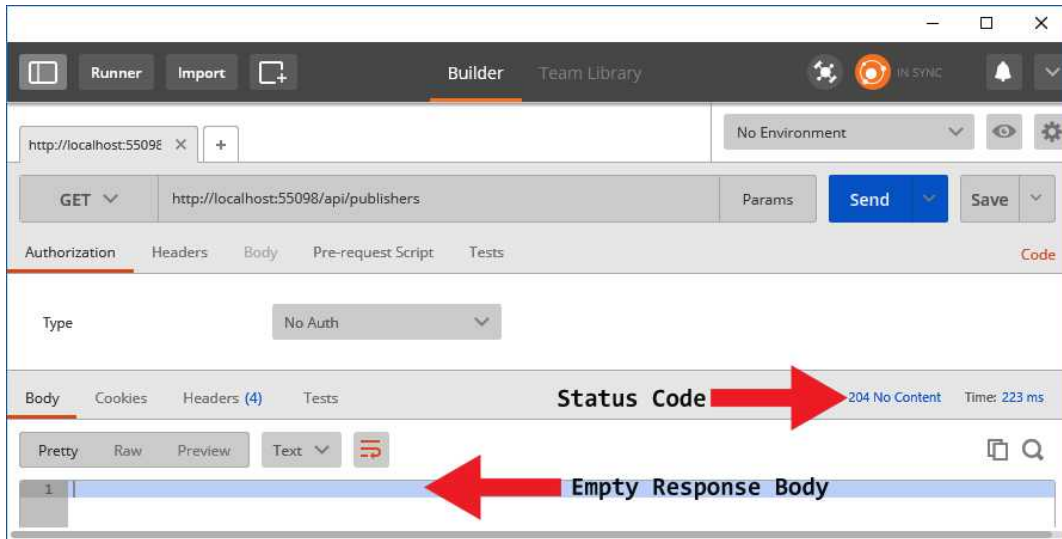 Runner Import Builder Team Library IN SYNC
http://localhost:5509 No Environment
GET http://localhost:55098/api/publishers Params Send Save
Authorization Headers Body Pre-request Script Tests Code
Type No Auth
Body Cookies Headers (4) Tests Status Code 204 No Content Time: 223 ms
Pretty Raw Preview Text
1 Empty Response Body